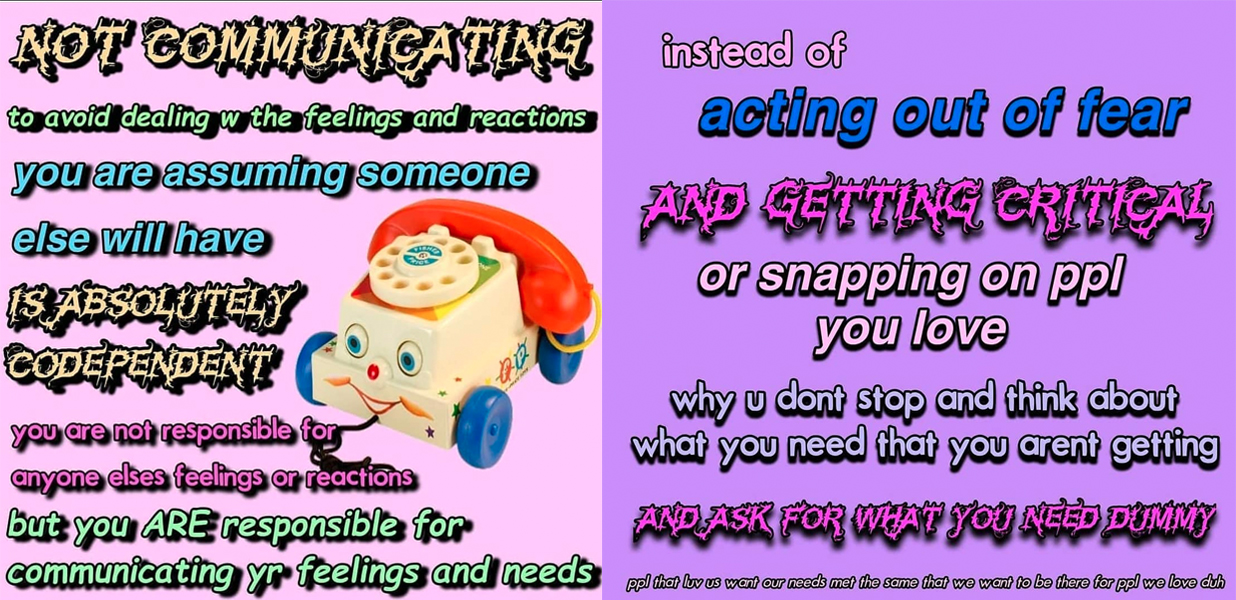 NOT COMMUNICATING
to avoid dealing w the feelings and reactions
you are assuming someone
else will have
IS ABSOLUTELY
CODEPENDENT
you are not responsible for
anyone elses feelings or reactions
but you ARE responsible for
communicating yr feelings and needs
FISHER
PRICE
instead of
acting out of fear
AND GETTING CRITICAL
or snapping on ppl
you love
why u dont stop and think about
what you need that you arent getting
AND ASK FOR WHAT YOU NEED DUMMY
ppl that luv us want our needs met the same that we want to be there for ppl we love duh